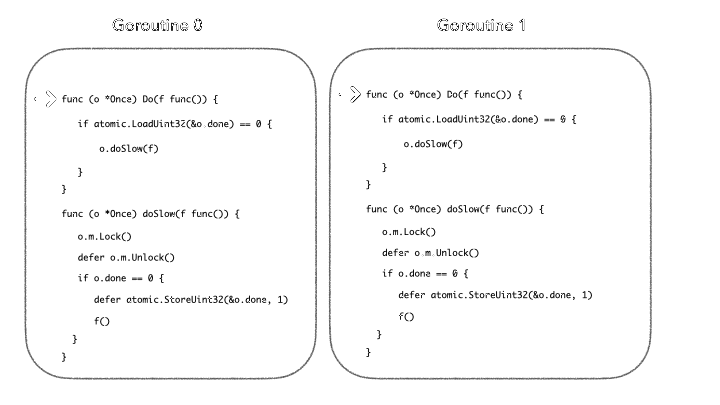 Goroutine 0
func (o *Once) Do(f func()) {
if atomic.LoadUint32(&o.done) == 0 {
o.doSlow(f)
}
}
func (o *Once) doSlow(f func()) {
o.m.Lock()
defer o.m.Unlock()
if o.done == 0 {
defer atomic.StoreUint32(&o.done, 1)
f()
}
}
Goroutine 1
func (o *Once) Do(f func()) {
if atomic.LoadUint32(&o.done) == 0 {
o.doSlow(f)
}
}
func (o *Once) doSlow(f func()) {
o.m.Lock()
defer o.m.Unlock()
if o.done == 0 {
defer atomic.StoreUint32(&o.done, 1)
f()
}
}